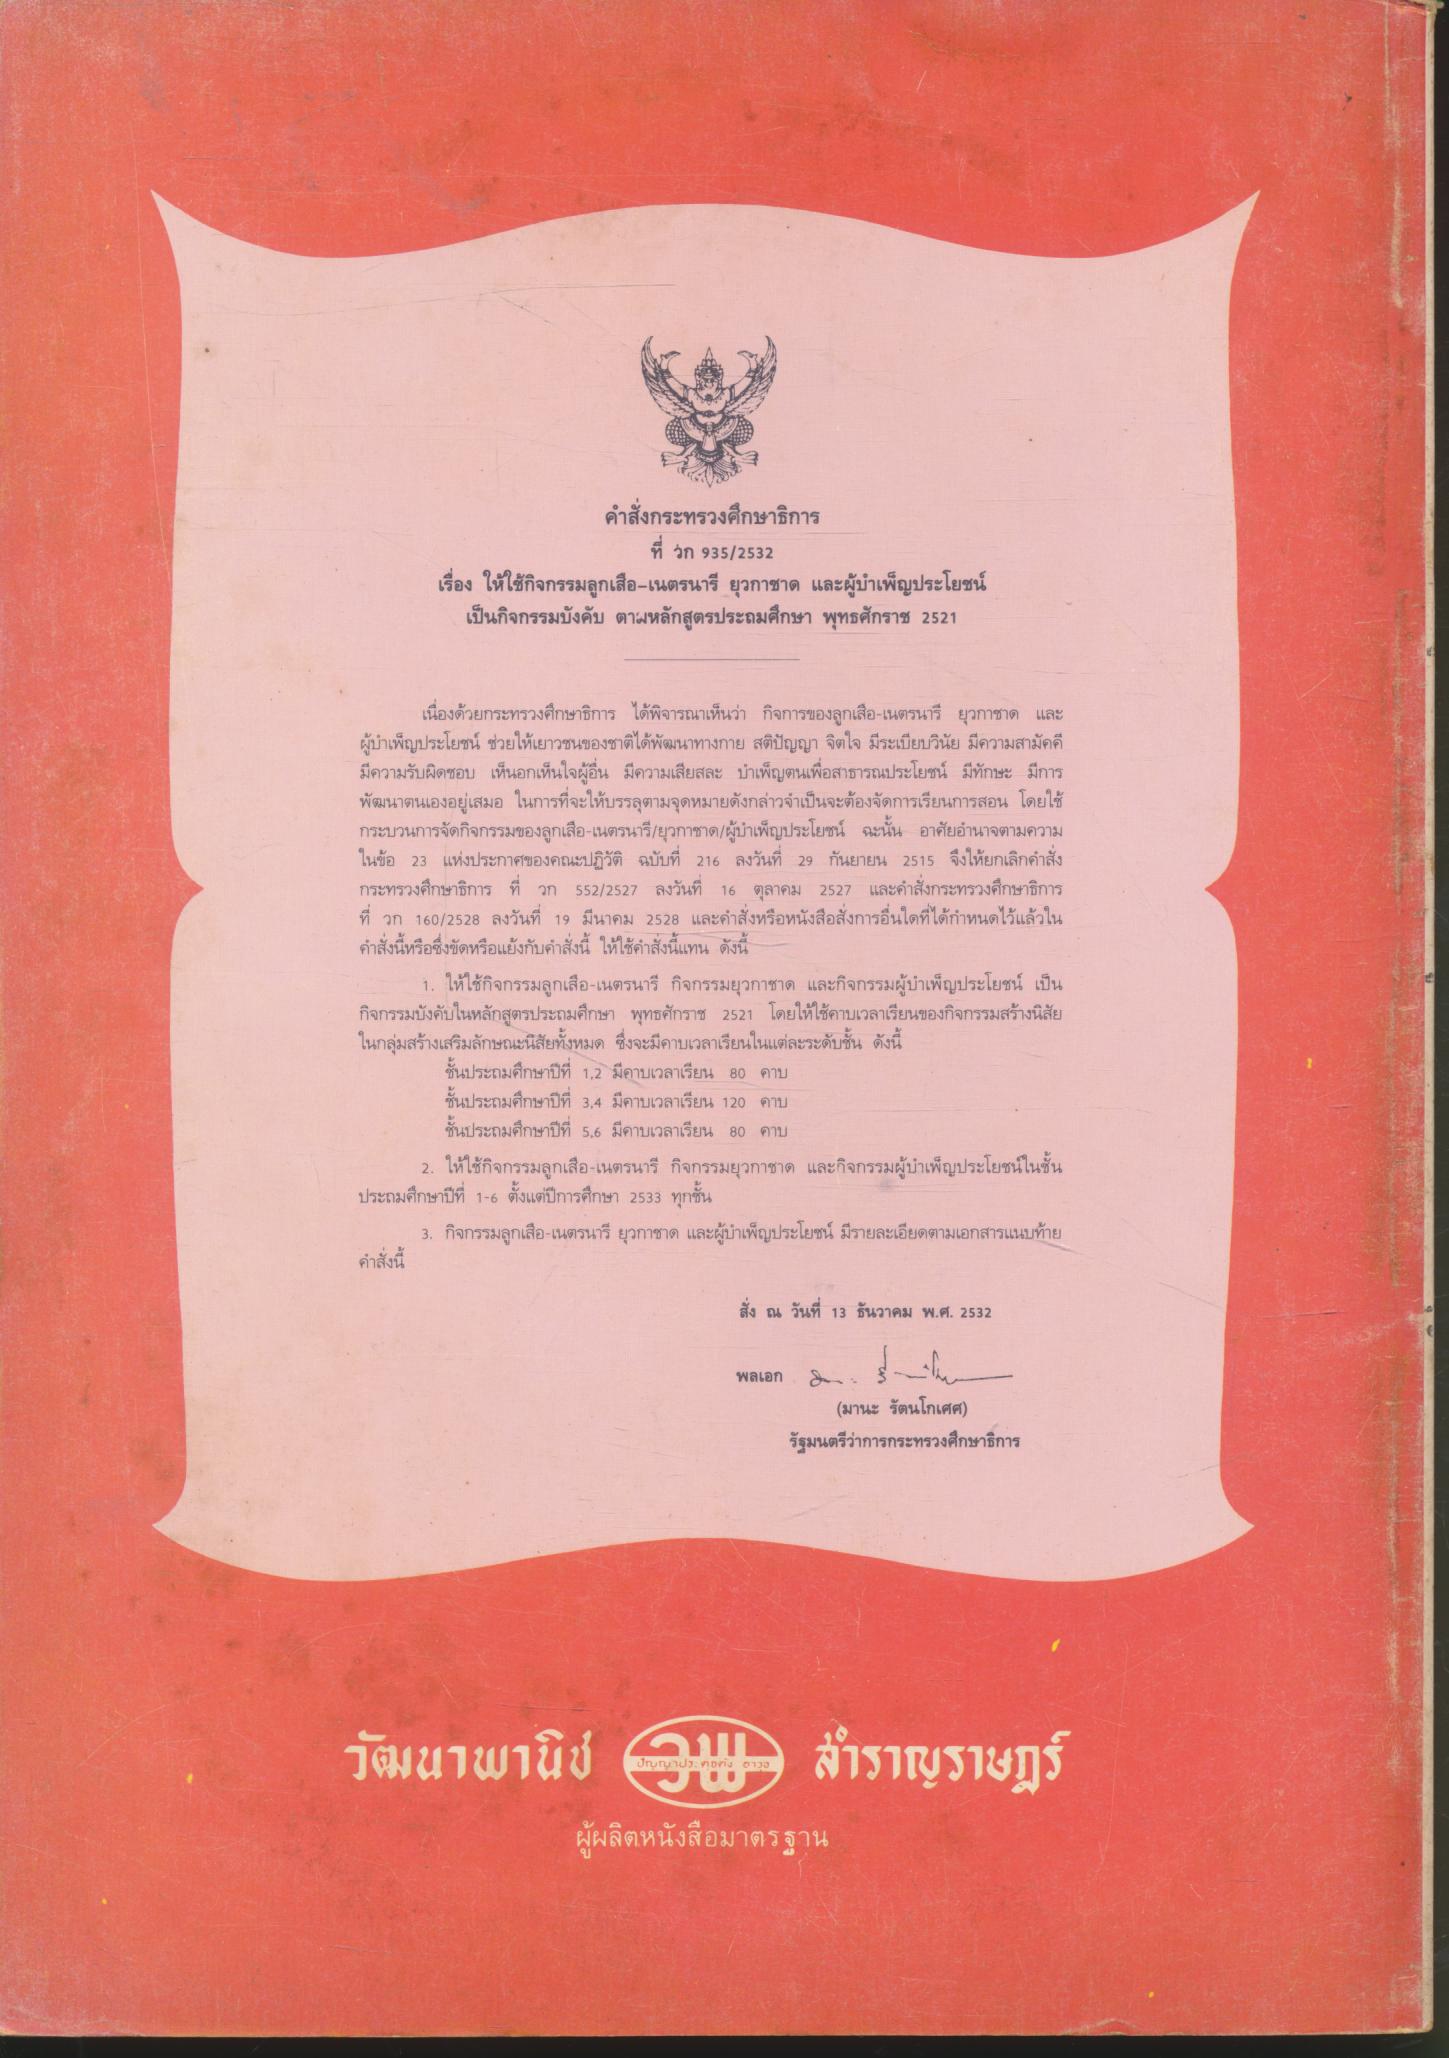 คำสั่งกระทรวงศึกษาธิการ
ที่ วก 935/2532
เรื่อง ให้ใช้กิจกรรมลูกเสือ–เนตรนารี ยุวกาชาด และผู้บำเพ็ญประโยชน์
เป็นกิจกรรมบังคับ ตามหลักสูตรประถมศึกษา พุทธศักราช 2521
เนื่องด้วยกระทรวงศึกษาธิการ ได้พิจารณาเห็นว่า กิจการของลูกเสือ-เนตรนารี ยุวกาชาด และ
ผู้บำเพ็ญประโยชน์ ช่วยให้เยาวชนของชาติได้พัฒนาทางกาย สติปัญญา จิตใจ มีระเบียบวินัย มีความสามัคคี
มีความรับผิดชอบ เห็นอกเห็นใจผู้อื่น มีความเสียสละ บำเพ็ญตนเพื่อสาธารณประโยชน์ มีทักษะ มีการ
พัฒนาตนเองอยู่เสมอ ในการที่จะให้บรรลุตามจุดหมายดังกล่าวจำเป็นจะต้องจัดการเรียนการสอน โดยใช้
กระบวนการจัดกิจกรรมของลูกเสือ-เนตรนารี/ยุวกาชาด/ผู้บำเพ็ญประโยชน์ ฉะนั้น อาศัยอำนาจตามความ
ในข้อ 23 แห่งประกาศของคณะปฏิวัติ ฉบับที่ 216 ลงวันที่ 29 กันยายน 2515 จึงให้ยกเลิกคำสั่ง
กระทรวงศึกษาธิการ ที่ วก 552/2527 ลงวันที่ 16 ตุลาคม 2527 และคำสั่งกระทรวงศึกษาธิการ
ที่ วก 160/2528 ลงวันที่ 19 มีนาคม 2528 และคำสั่งหรือหนังสือสั่งการอื่นใดที่ได้กำหนดไว้แล้วใน
คำสั่งนี้หรือซึ่งขัดหรือแย้งกับคำสั่งนี้ ให้ใช้คำสั่งนี้แทน ดังนี้
1. ให้ใช้กิจกรรมลูกเสือ-เนตรนารี กิจกรรมยุวกาชาด และกิจกรรมผู้บำเพ็ญประโยชน์ เป็น
กิจกรรมบังคับในหลักสูตรประถมศึกษา พุทธศักราช 2521 โดยให้ใช้คาบเวลาเรียนของกิจกรรมสร้างนิสัย
ในกลุ่มสร้างเสริมลักษณะนิสัยทั้งหมด ซึ่งจะมีคาบเวลาเรียนในแต่ละระดับชั้น ดังนี้
ชั้นประถมศึกษาปีที่ 1,2 มีคาบเวลาเรียน 80 คาบ
ชั้นประถมศึกษาปีที่ 3,4 มีคาบเวลาเรียน 120 คาบ
ชั้นประถมศึกษาปีที่ 5,6 มีคาบเวลาเรียน 80 คาบ
2. ให้ใช้กิจกรรมลูกเสือ-เนตรนารี กิจกรรมยุวกาชาด และกิจกรรมผู้บำเพ็ญประโยชน์ในชั้น
ประถมศึกษาปีที่ 1-6 ตั้งแต่ปีการศึกษา 2533 ทุกชั้น
3. กิจกรรมลูกเสือ-เนตรนารี ยุวกาชาด และผู้บำเพ็ญประโยชน์ มีรายละเอียดตามเอกสารแนบท้าย
คำสั่งนี้
สั่ง ณ วันที่ 13 ธันวาคม พ.ศ. 2532
พลเอก
(มานะ รัตนโกเศศ)
รัฐมนตรีว่าการกระทรวงศึกษาธิการ
วัฒนาพานิช วพ สำราญราษฎร์
ผู้ผลิตหนังสือมาตรฐาน